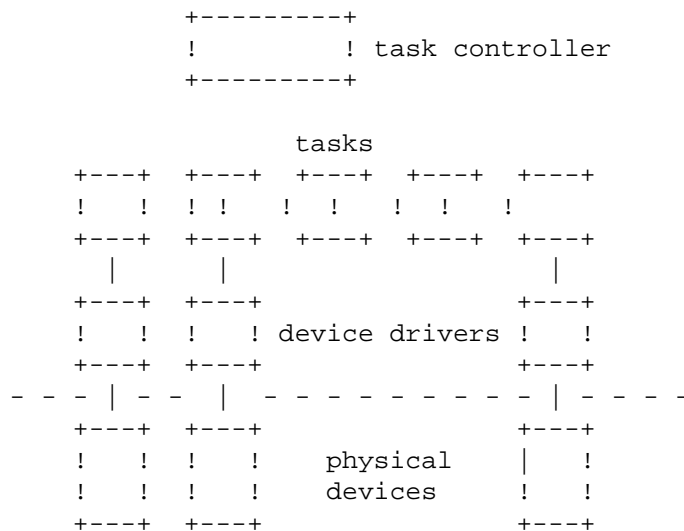 task controller
tasks
device drivers
physical
devices